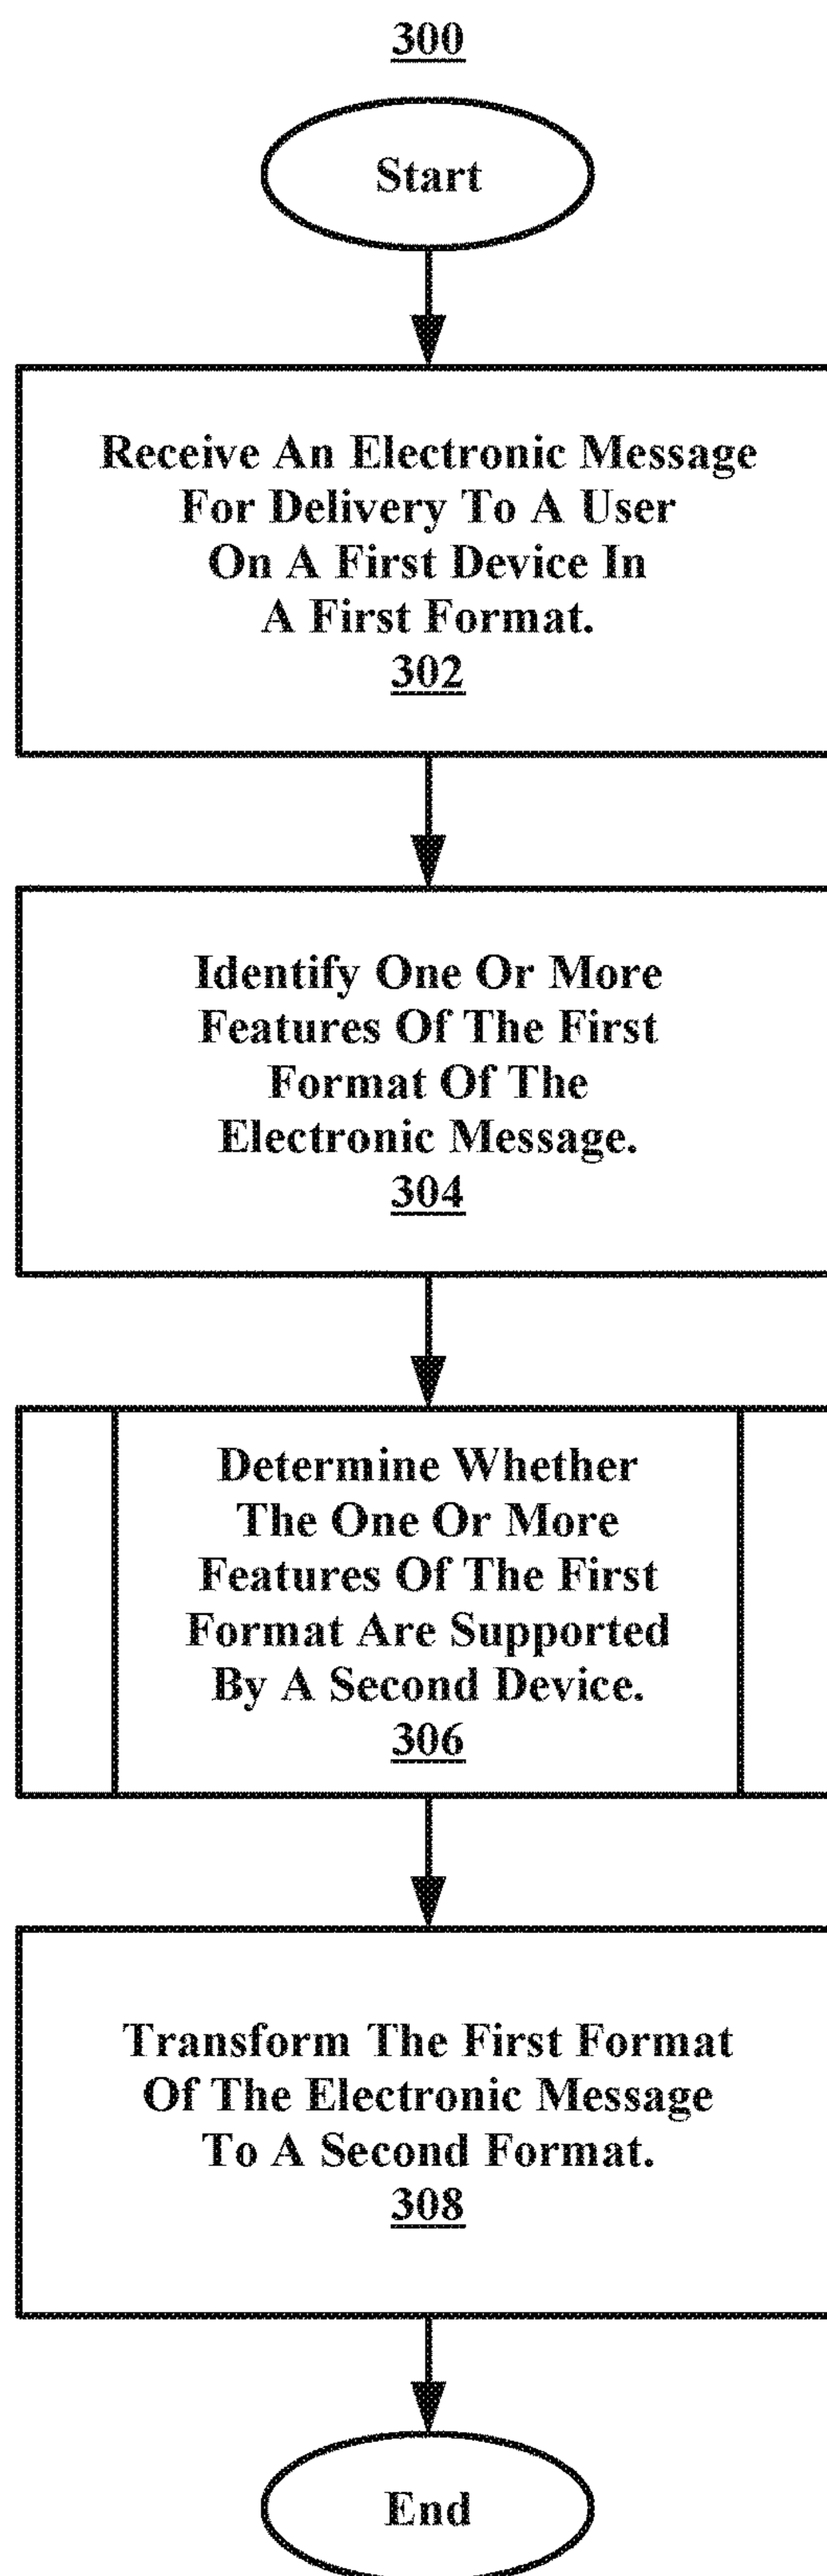 300
Start
Receive An Electronic Message
For Delivery To A User
On A First Device In
A First Format.
302
Identify One Or More
Features Of The First
Format Of The
Electronic Message.
304
Determine Whether
The One Or More
Features Of The First
Format Are Supported
By A Second Device.
306
Transform The First Format
Of The Electronic Message
To A Second Format.
308
End